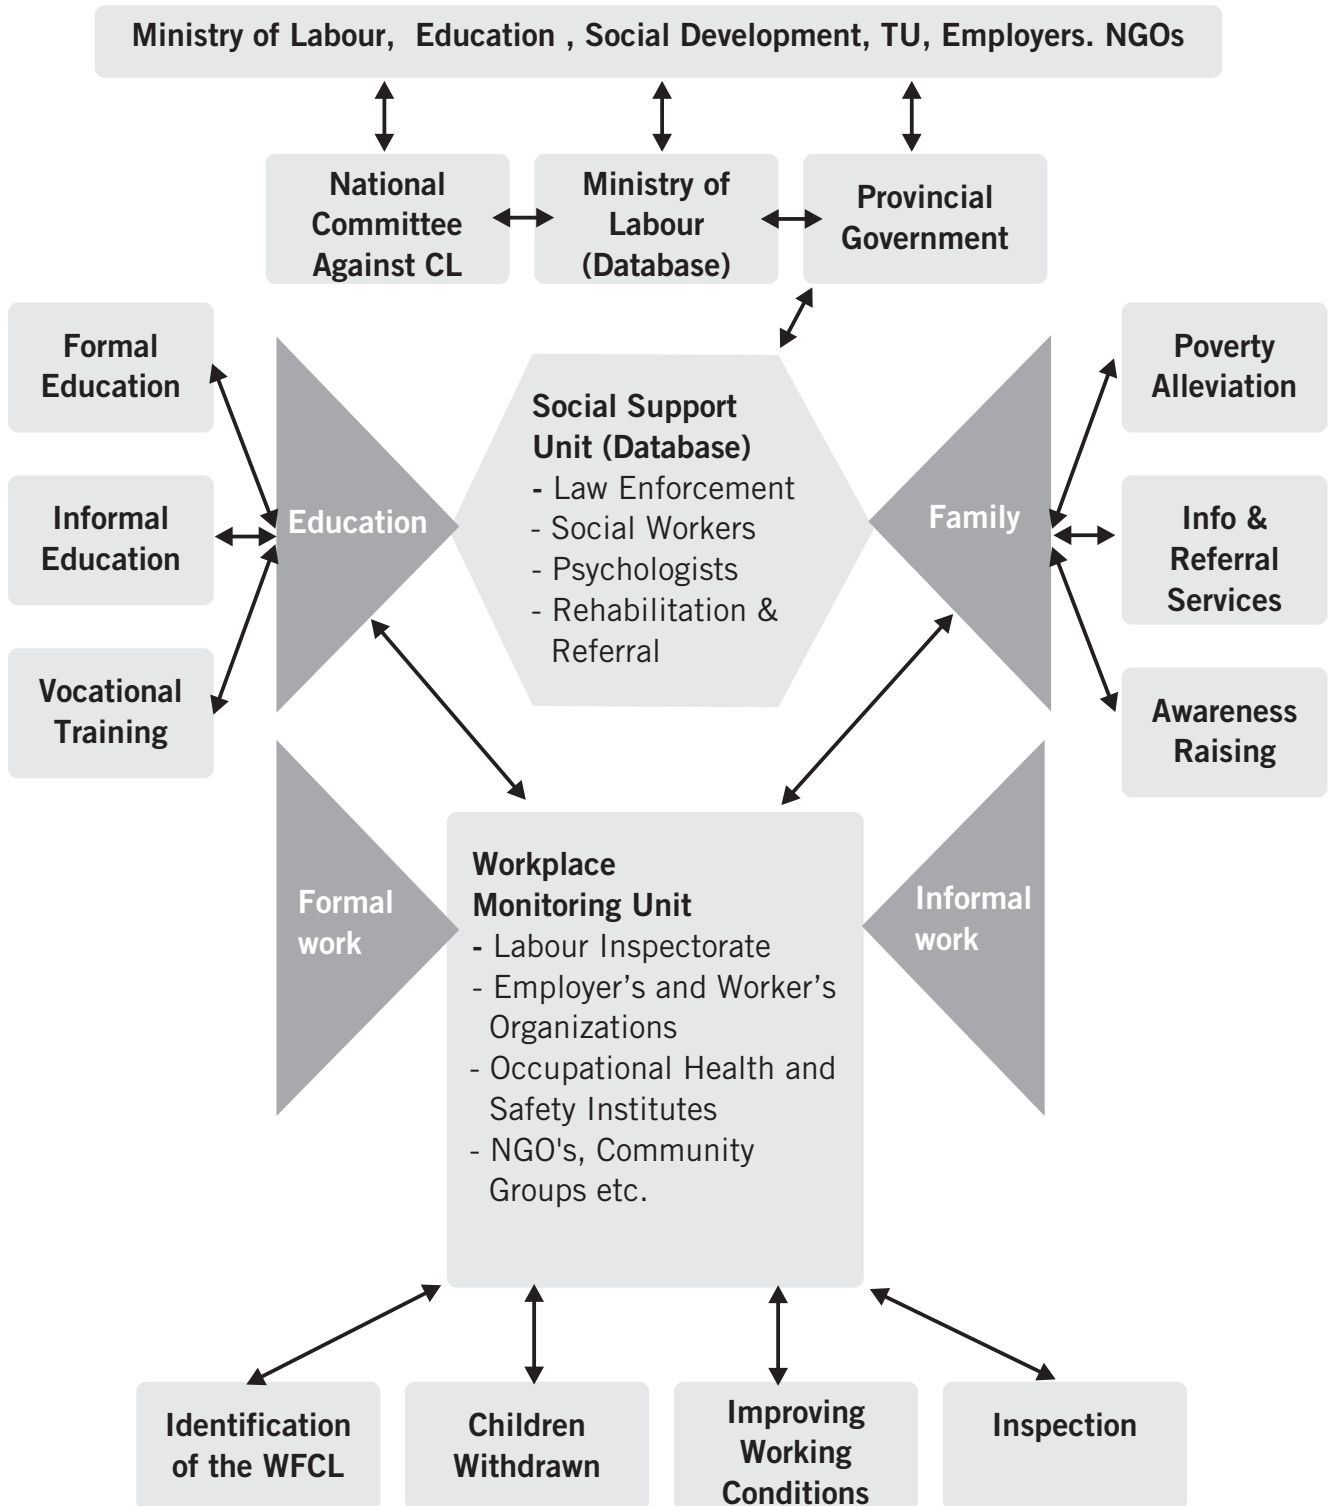 Ministry of Labour, Education , Social Development, TU, Employers. NGOs
National
Committee
Against CL
Ministry of
Labour
(Database)
Provincial
Government
Formal
Education
Informal
Education
Vocational
Training
Education
Social Support
Unit (Database)
- Law Enforcement
- Social Workers
- Psychologists
- Rehabilitation &
Referral
Family
Poverty
Alleviation
Info &
Referral
Services
Awareness
Raising
Formal
work
Workplace
Monitoring Unit
- Labour Inspectorate
- Employer’s and Worker’s
Organizations
- Occupational Health and
Safety Institutes
- NGO's, Community
Groups etc.
Informal
work
Identification
of the WFCL
Children
Withdrawn
Improving
Working
Conditions
Inspection